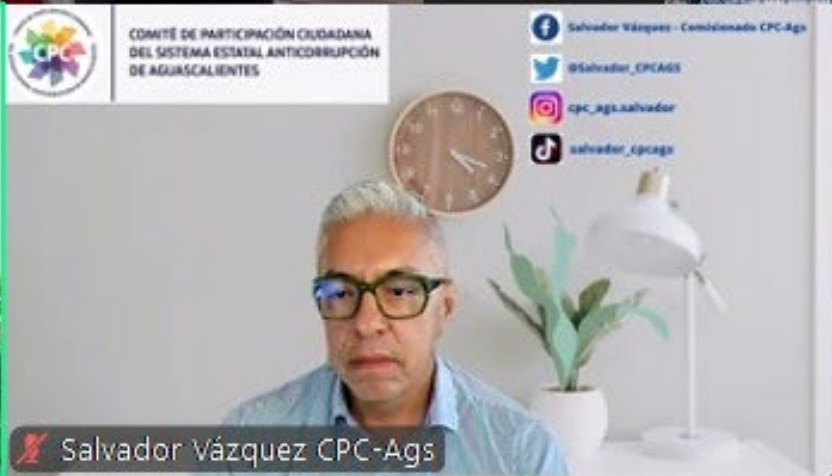 CPC
COMITÉ DE PARTICIPACIÓN CIUDADANA
DEL SISTEMA ESTATAL ANTICORRUPCIÓN
DE AGUASCALIENTES
Salvador Vázquez - Comisionado CPC-Ags
@Salvador_CPCAGS
cpc_ags.salvador
salvador_cpcags
Salvador Vázquez CPC-Ags